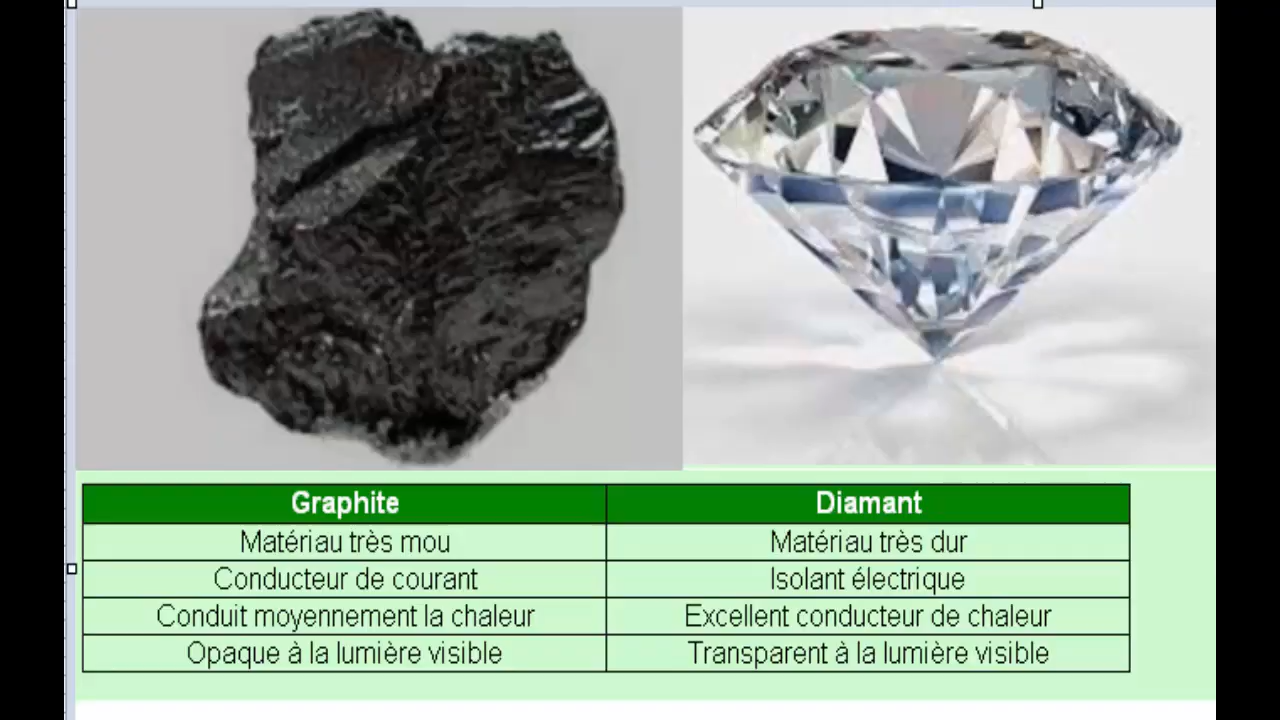 Graphite Diamant
Matériau très mou Matériau très dur
Conducteur de courant Isolant électrique
Conduit moyennement la chaleur Excellent conducteur de chaleur
Opaque à la lumière visible Transparent à la lumière visible